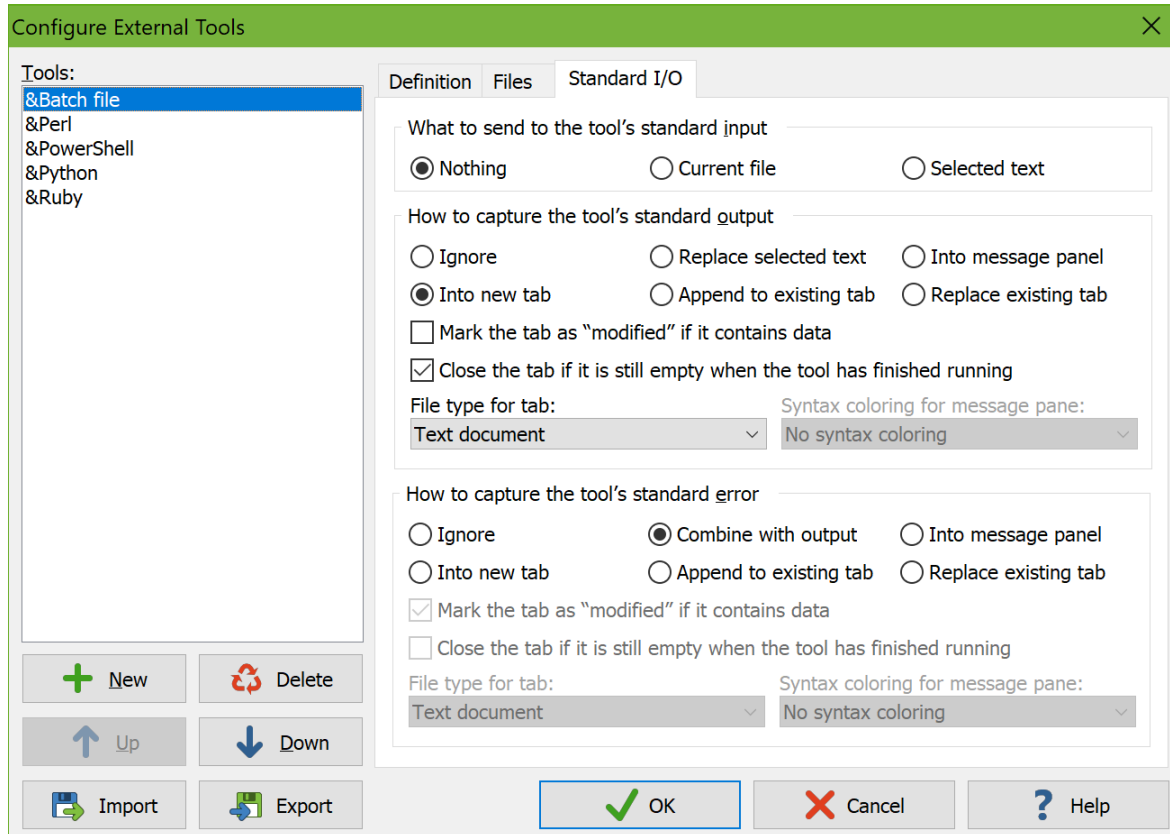 Configure External Tools
Tools:
&Batch file
&Perl
&PowerShell
&Python
&Ruby
New
Delete
Up
Down
Import
Export
Definition
Files
Standard I/O
What to send to the tool’s standard input
Nothing
Current file
Selected text
How to capture the tool’s standard output
Ignore
Replace selected text
Into message panel
Into new tab
Append to existing tab
Replace existing tab
Mark the tab as “modified” if it contains data
Close the tab if it is still empty when the tool has finished running
File type for tab:
Syntax coloring for message pane:
Text document
No syntax coloring
How to capture the tool’s standard error
Ignore
Combine with output
Into message panel
Into new tab
Append to existing tab
Replace existing tab
Mark the tab as “modified” if it contains data
Close the tab if it is still empty when the tool has finished running
File type for tab:
Syntax coloring for message pane:
Text document
No syntax coloring
OK
Cancel
Help